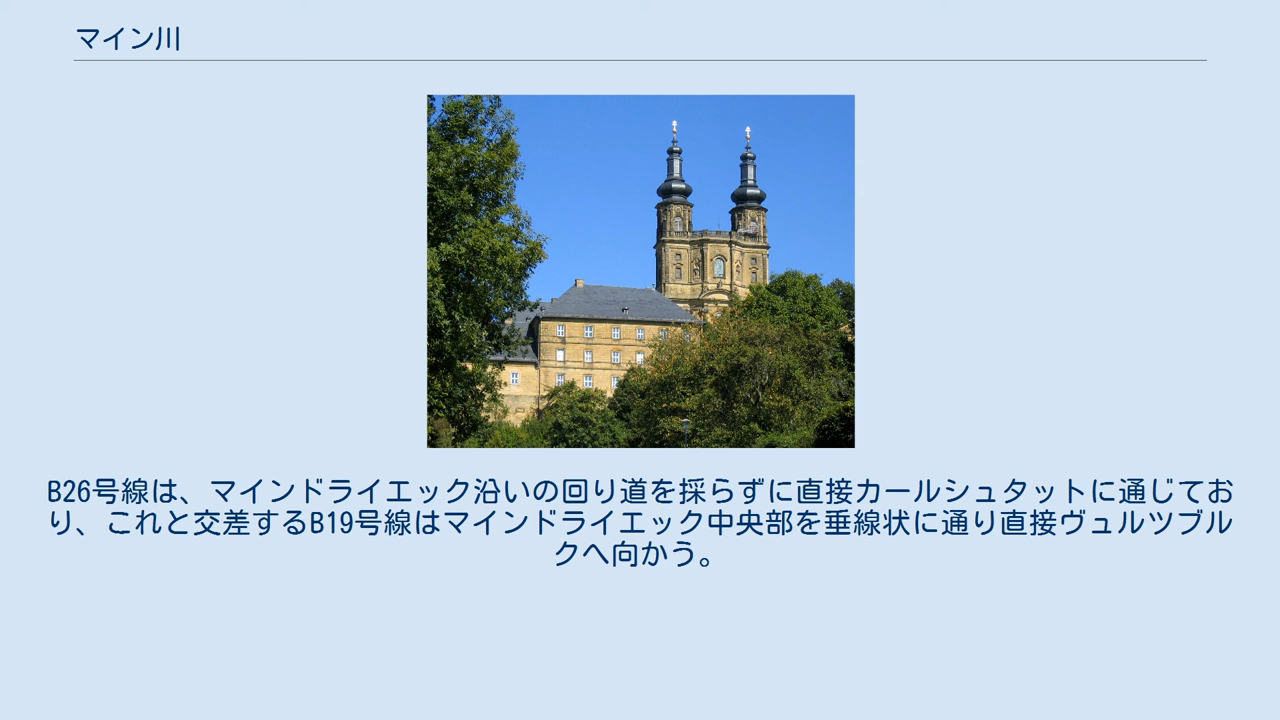 マイン川
B26号線は、マインドライエック沿いの回り道を採らずに直接カールシュタットに通じてお
り、これと交差するB19号線はマインドライエック中央部を垂線状に通り直接ヴュルツブル
クへ向かう。